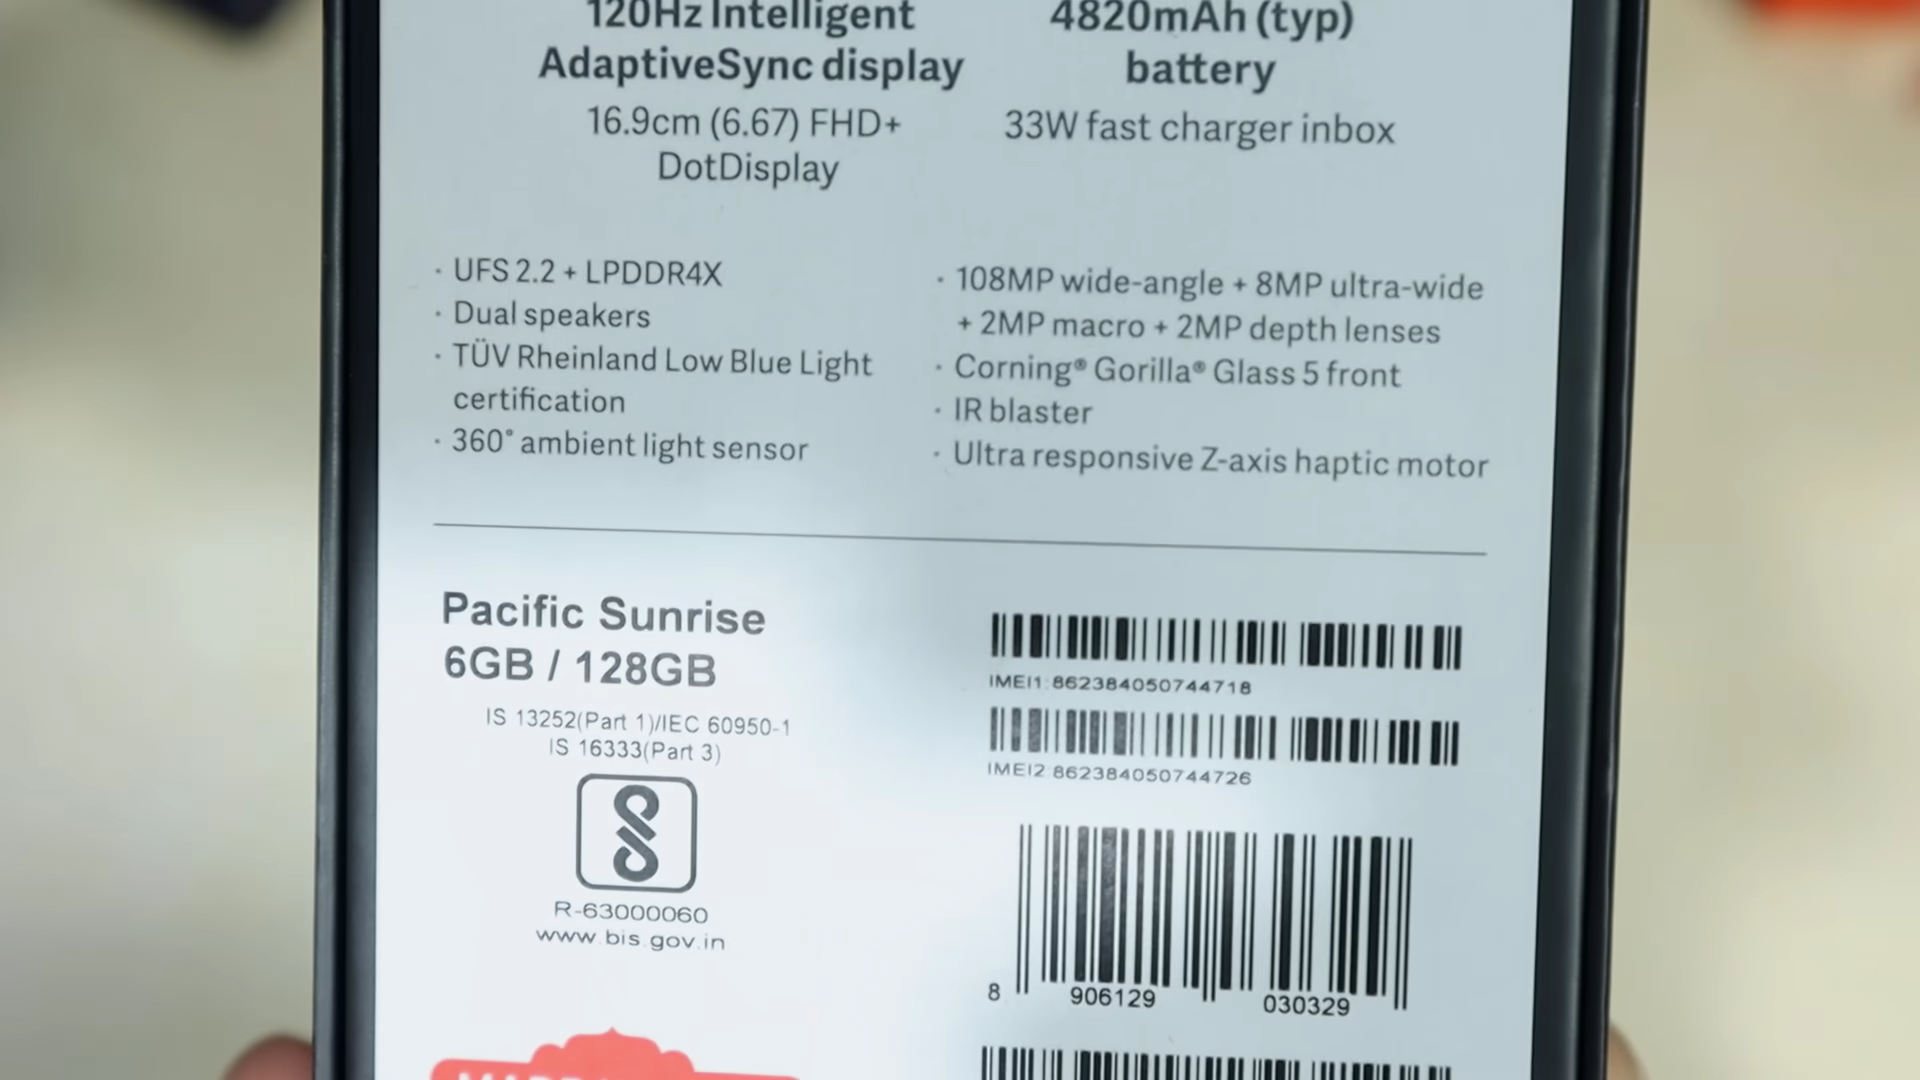 120Hz Intelligent
AdaptiveSync display
16.9cm (6.67) FHD+
DotDisplay
4820mAh (typ)
battery
33W fast charger inbox
· UFS 2.2 + LPDDR4X
· Dual speakers
· TÜV Rheinland Low Blue Light
certification
· 360° ambient light sensor
· 108MP wide-angle + 8MP ultra-wide
+ 2MP macro + 2MP depth lenses
· Corning® Gorilla® Glass 5 front
· IR blaster
· Ultra responsive Z-axis haptic motor
Pacific Sunrise
6GB / 128GB
IS 13252(Part 1)/IEC 60950-1
IS 16333(Part 3)
R-63000060
www.bis.gov.in
IMEI1:862384050744718
IMEI2:862384050744726
8 906129 030329